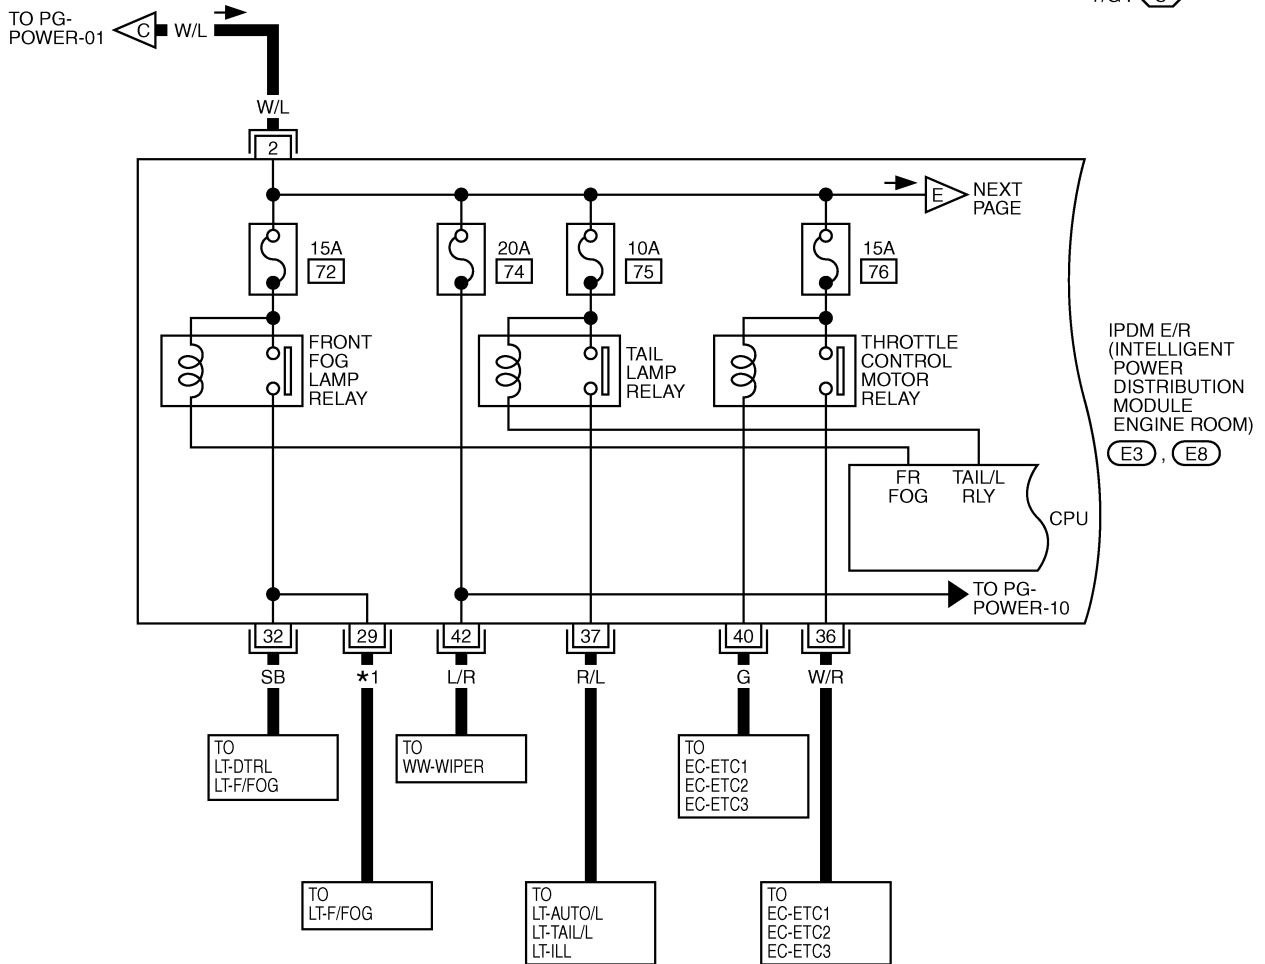 TO PG-
POWER-01
C
W/L
W/L
2
E
NEXT
PAGE
15A
72
20A
74
10A
75
15A
76
FRONT
FOG
LAMP
RELAY
TAIL
LAMP
RELAY
THROTTLE
CONTROL
MOTOR
RELAY
IPDM E/R
(INTELLIGENT
POWER
DISTRIBUTION
MODULE
ENGINE ROOM)
E3 , E8
FR
FOG
TAIL/L
RLY
CPU
TO PG-
POWER-10
32
29
42
37
40
36
SB
★1
L/R
R/L
G
W/R
TO
LT-DTRL
LT-F/FOG
TO
WW-WIPER
TO
EC-ETC1
EC-ETC2
EC-ETC3
TO
LT-F/FOG
TO
LT-AUTO/L
LT-TAIL/L
LT-ILL
TO
EC-ETC1
EC-ETC2
EC-ETC3